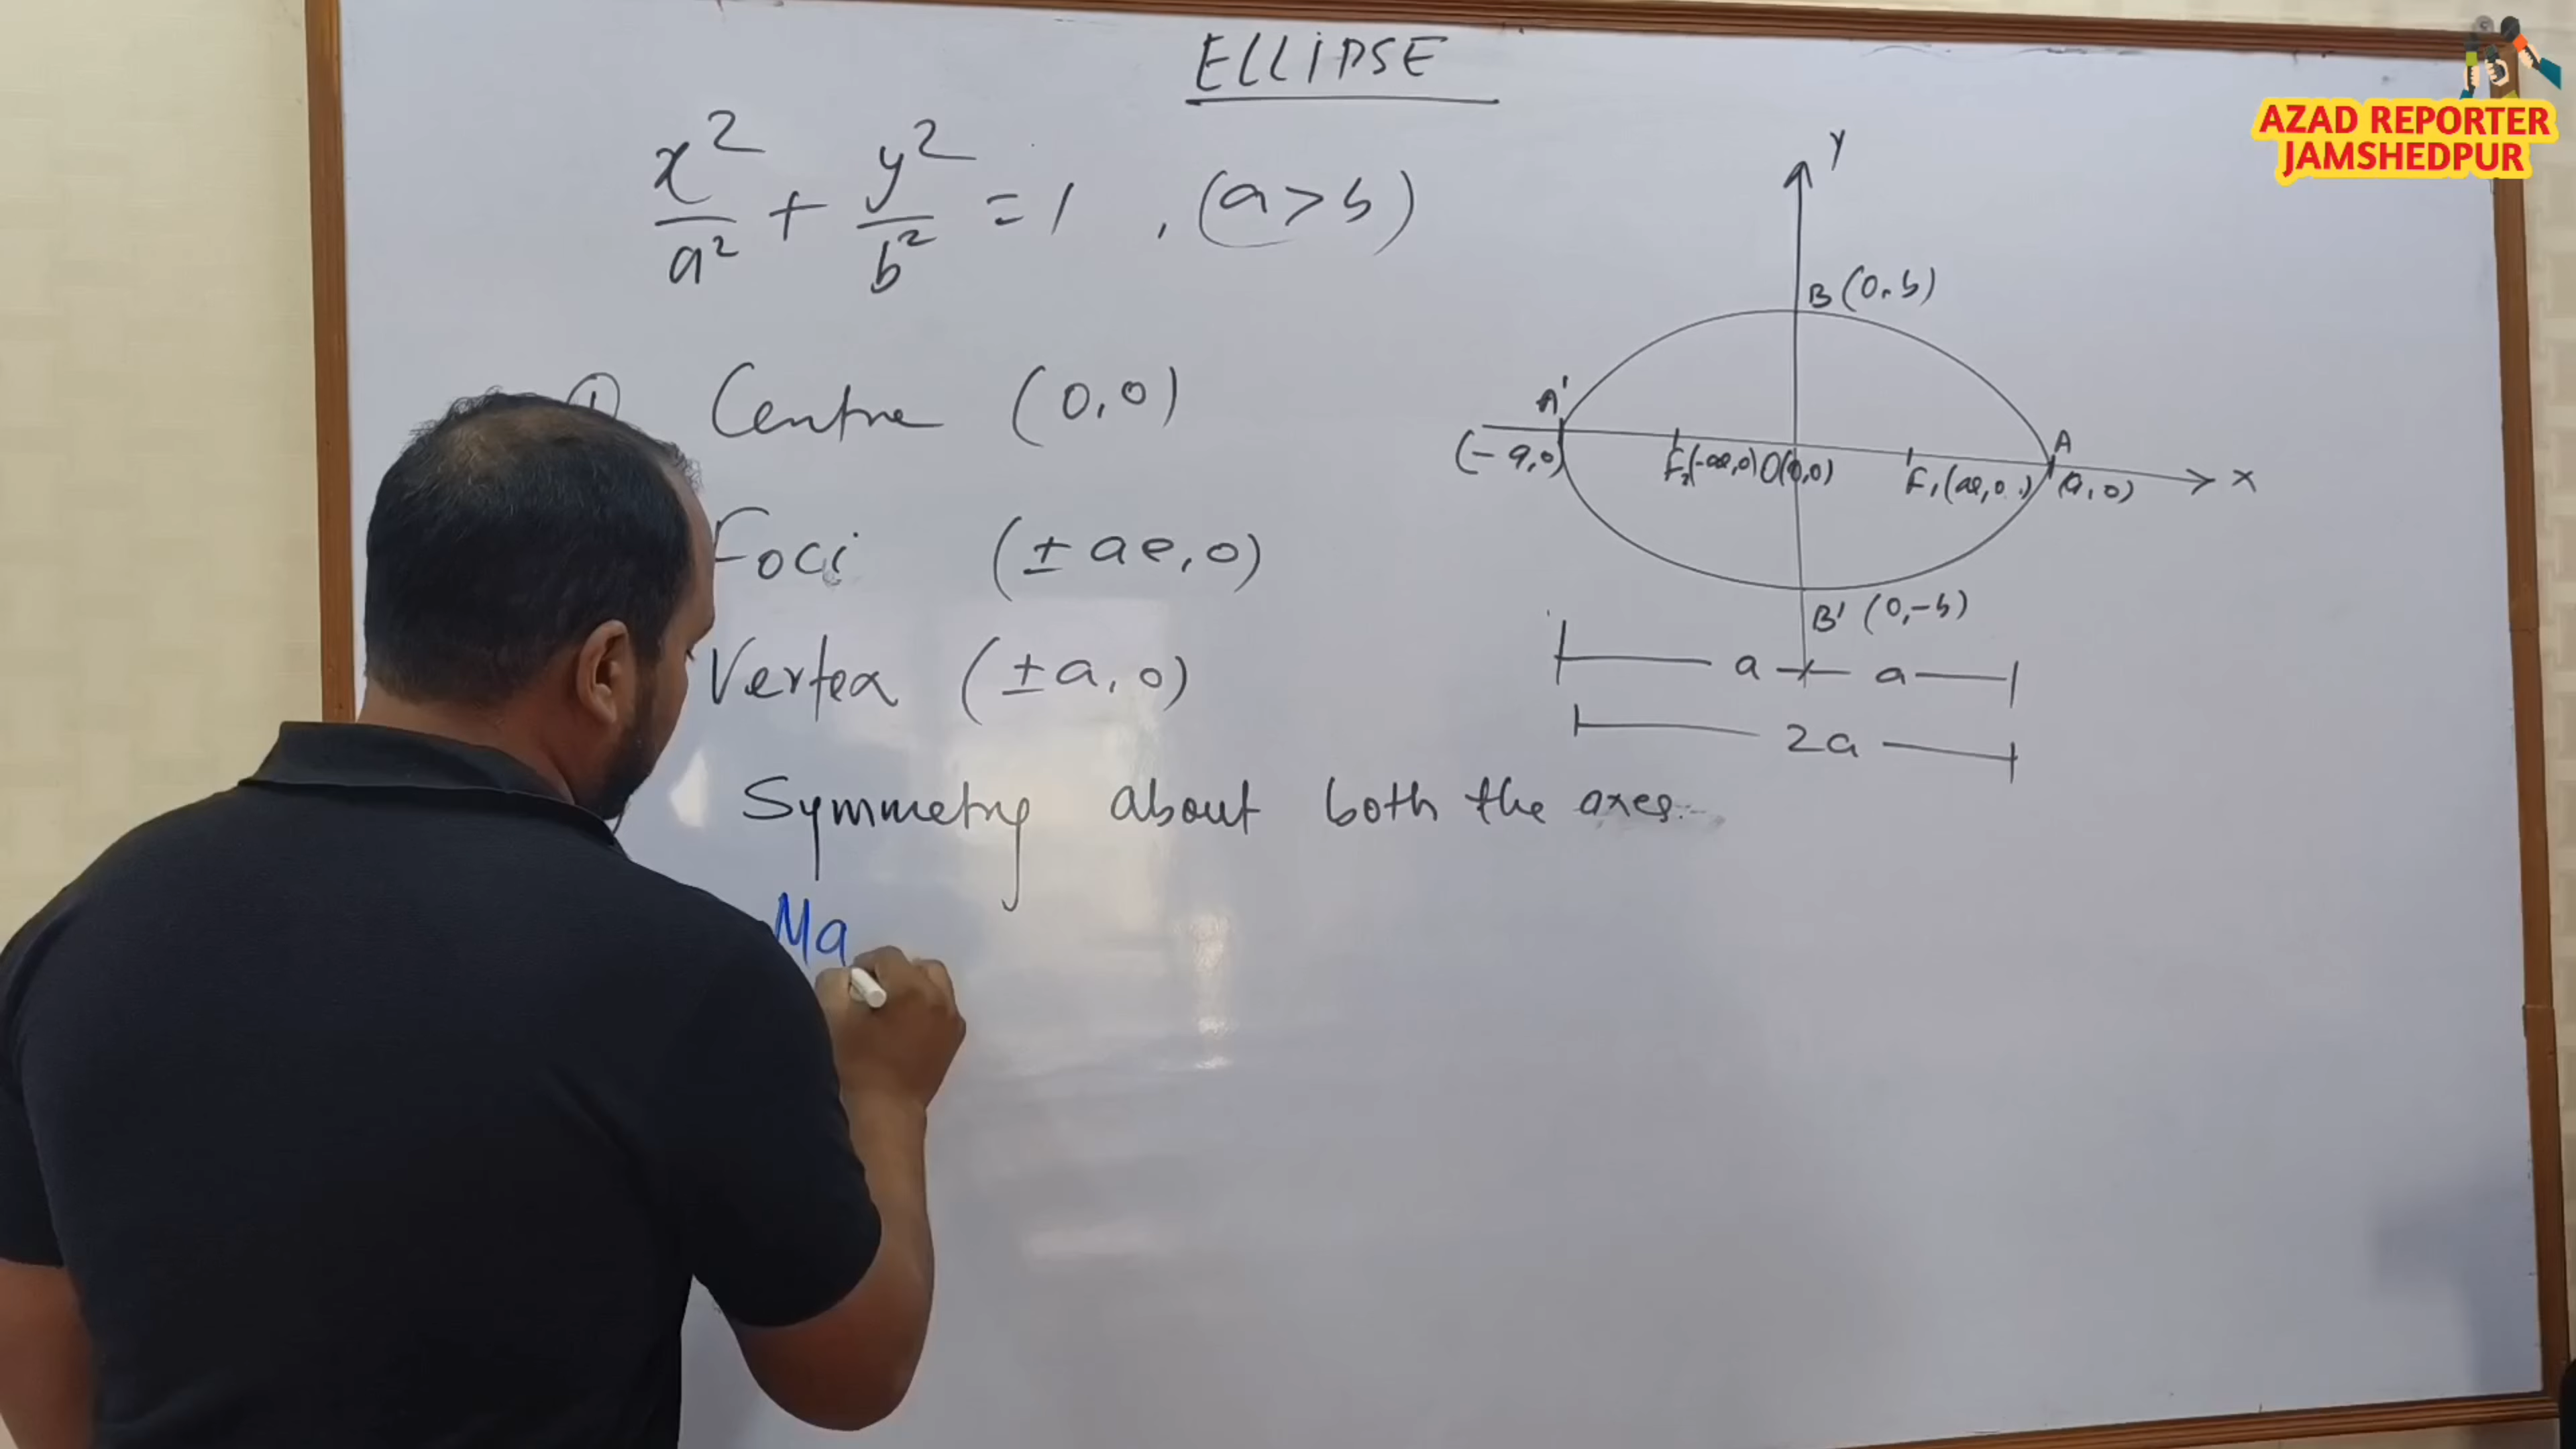 ELLIPSE
AZAD REPORTER
JAMSHEDPUR
x²/a² + y²/b² = 1 , (a > b)
① Centre (0,0)
Foci (± ae, 0)
Vertex (± a, 0)
Symmetry about both the axes.
Ma
Y
B (0, b)
A'
A
(-a,0) F₂(-ae,0) O(0,0) F₁(ae,0) (a,0) X
B' (0,-b)
a a
2a